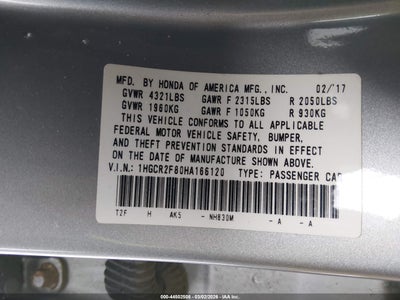 MFD. BY HONDA OF AMERICA MFG., INC. 02/17
GVWR 4321LBS GAWR F 2315LBS R 2050LBS
GVWR 1960KG GAWR F 1050KG R 930KG
THIS VEHICLE CONFORMS TO ALL APPLICABLE
FEDERAL MOTOR VEHICLE SAFETY, BUMPER,
AND THEFT PREVENTION STANDARDS IN EFFECT
ON THE DATE OF MANUFACTURE SHOWN ABOVE.
V.I.N.: 1HGCR2F80HA166120 TYPE: PASSENGER CAR
T2F H AK5 - NH830M - A - A
000-44502508 - 03/02/2026 - IAA Inc.